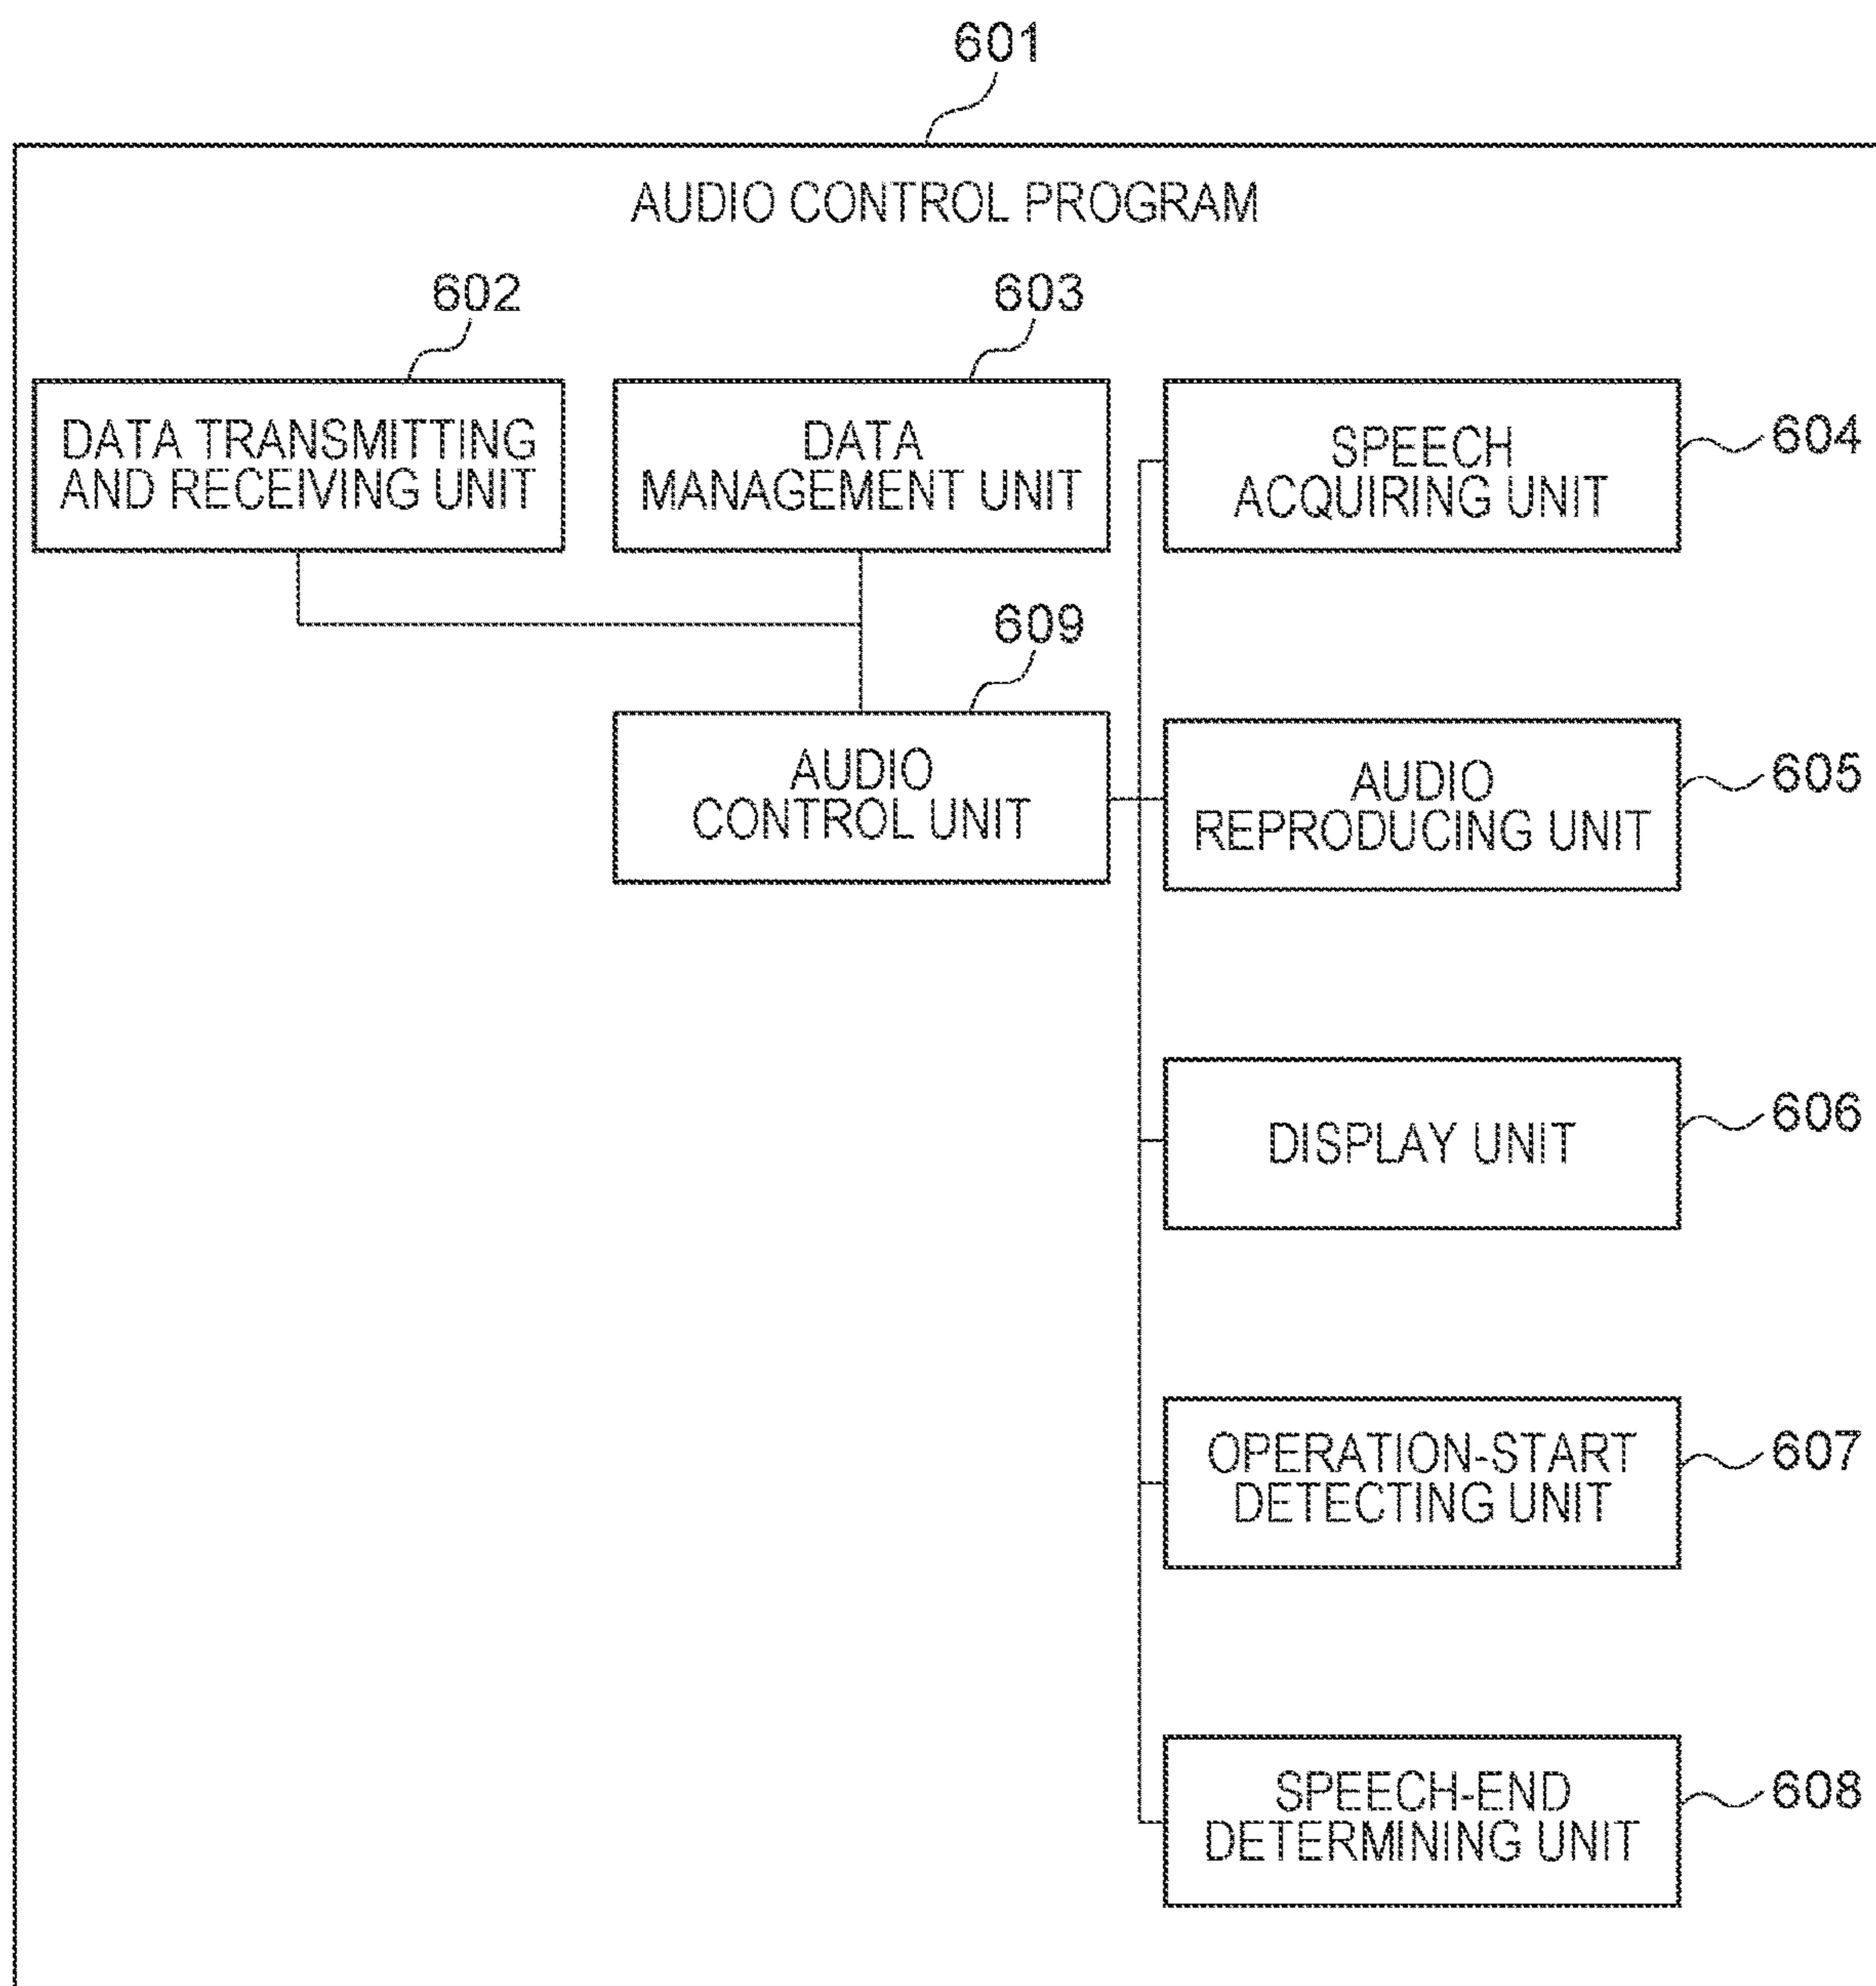 601
AUDIO CONTROL PROGRAM
602
603
DATA TRANSMITTING
AND RECEIVING UNIT
DATA
MANAGEMENT UNIT
SPEECH
ACQUIRING UNIT
604
609
AUDIO
CONTROL UNIT
AUDIO
REPRODUCING UNIT
605
DISPLAY UNIT
606
OPERATION-START
DETECTING UNIT
607
SPEECH-END
DETERMINING UNIT
608